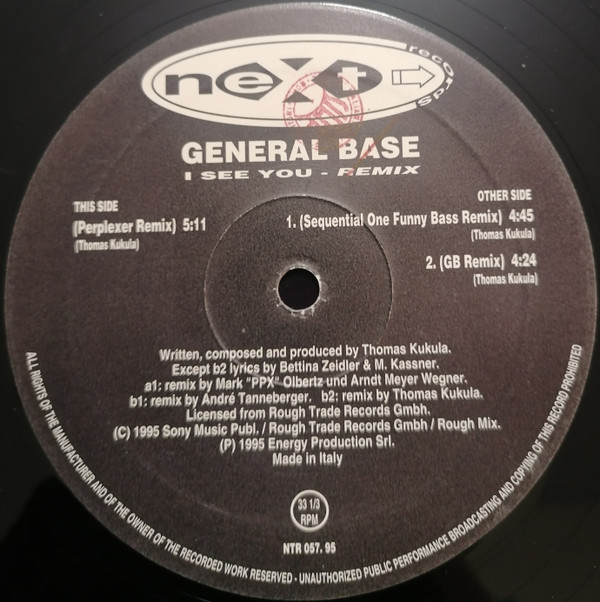 next records
GENERAL BASE
I SEE YOU - REMIX
THIS SIDE
(Perplexer Remix) 5:11
(Thomas Kukula)
OTHER SIDE
1. (Sequential One Funny Bass Remix) 4:45
(Thomas Kukula)
2. (GB Remix) 4:24
(Thomas Kukula)
Written, composed and produced by Thomas Kukula.
Except b2 lyrics by Bettina Zeidler & M. Kassner.
a1: remix by Mark "PPX" Olbertz und Arndt Meyer Wegner.
b1: remix by André Tanneberger. b2: remix by Thomas Kukula.
Licensed from Rough Trade Records Gmbh.
(C) 1995 Sony Music Publ. / Rough Trade Records Gmbh / Rough Mix.
(P) 1995 Energy Production Srl.
Made in Italy
33 1/3
RPM
NTR 057. 95
ALL RIGHTS OF THE MANUFACTURER AND OF THE OWNER OF THE RECORDED WORK RESERVED - UNAUTHORIZED PUBLIC PERFORMANCE BROADCASTING AND COPYING OF THIS RECORD PROHIBITED